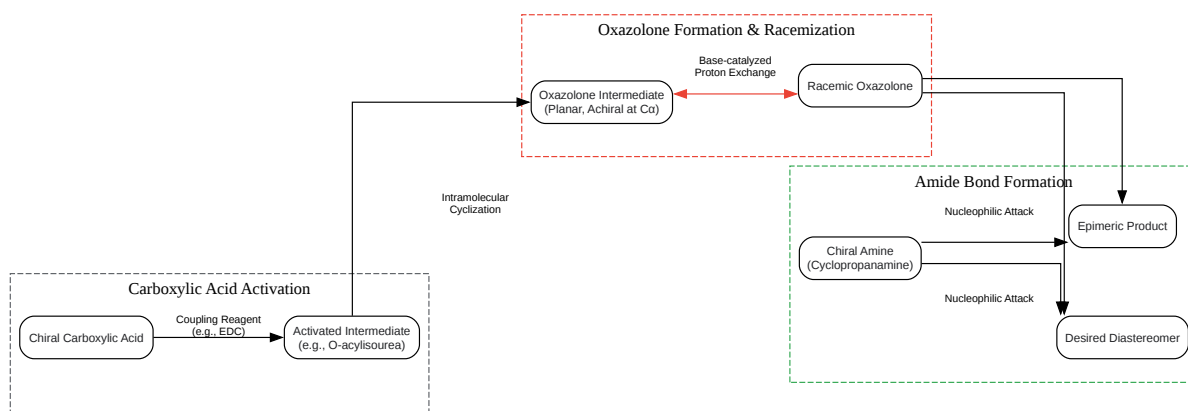 Oxazolone Formation & Racemization
Base-catalyzed
Proton Exchange
Oxazolone Intermediate
(Planar, Achiral at Cα)
Racemic Oxazolone
Intramolecular
Cyclization
Amide Bond Formation
Nucleophilic Attack
Epimeric Product
Chiral Amine
(Cyclopropanamine)
Nucleophilic Attack
Desired Diastereomer
Carboxylic Acid Activation
Coupling Reagent
(e.g., EDC)
Chiral Carboxylic Acid
Activated Intermediate
(e.g., O-acylisourea)